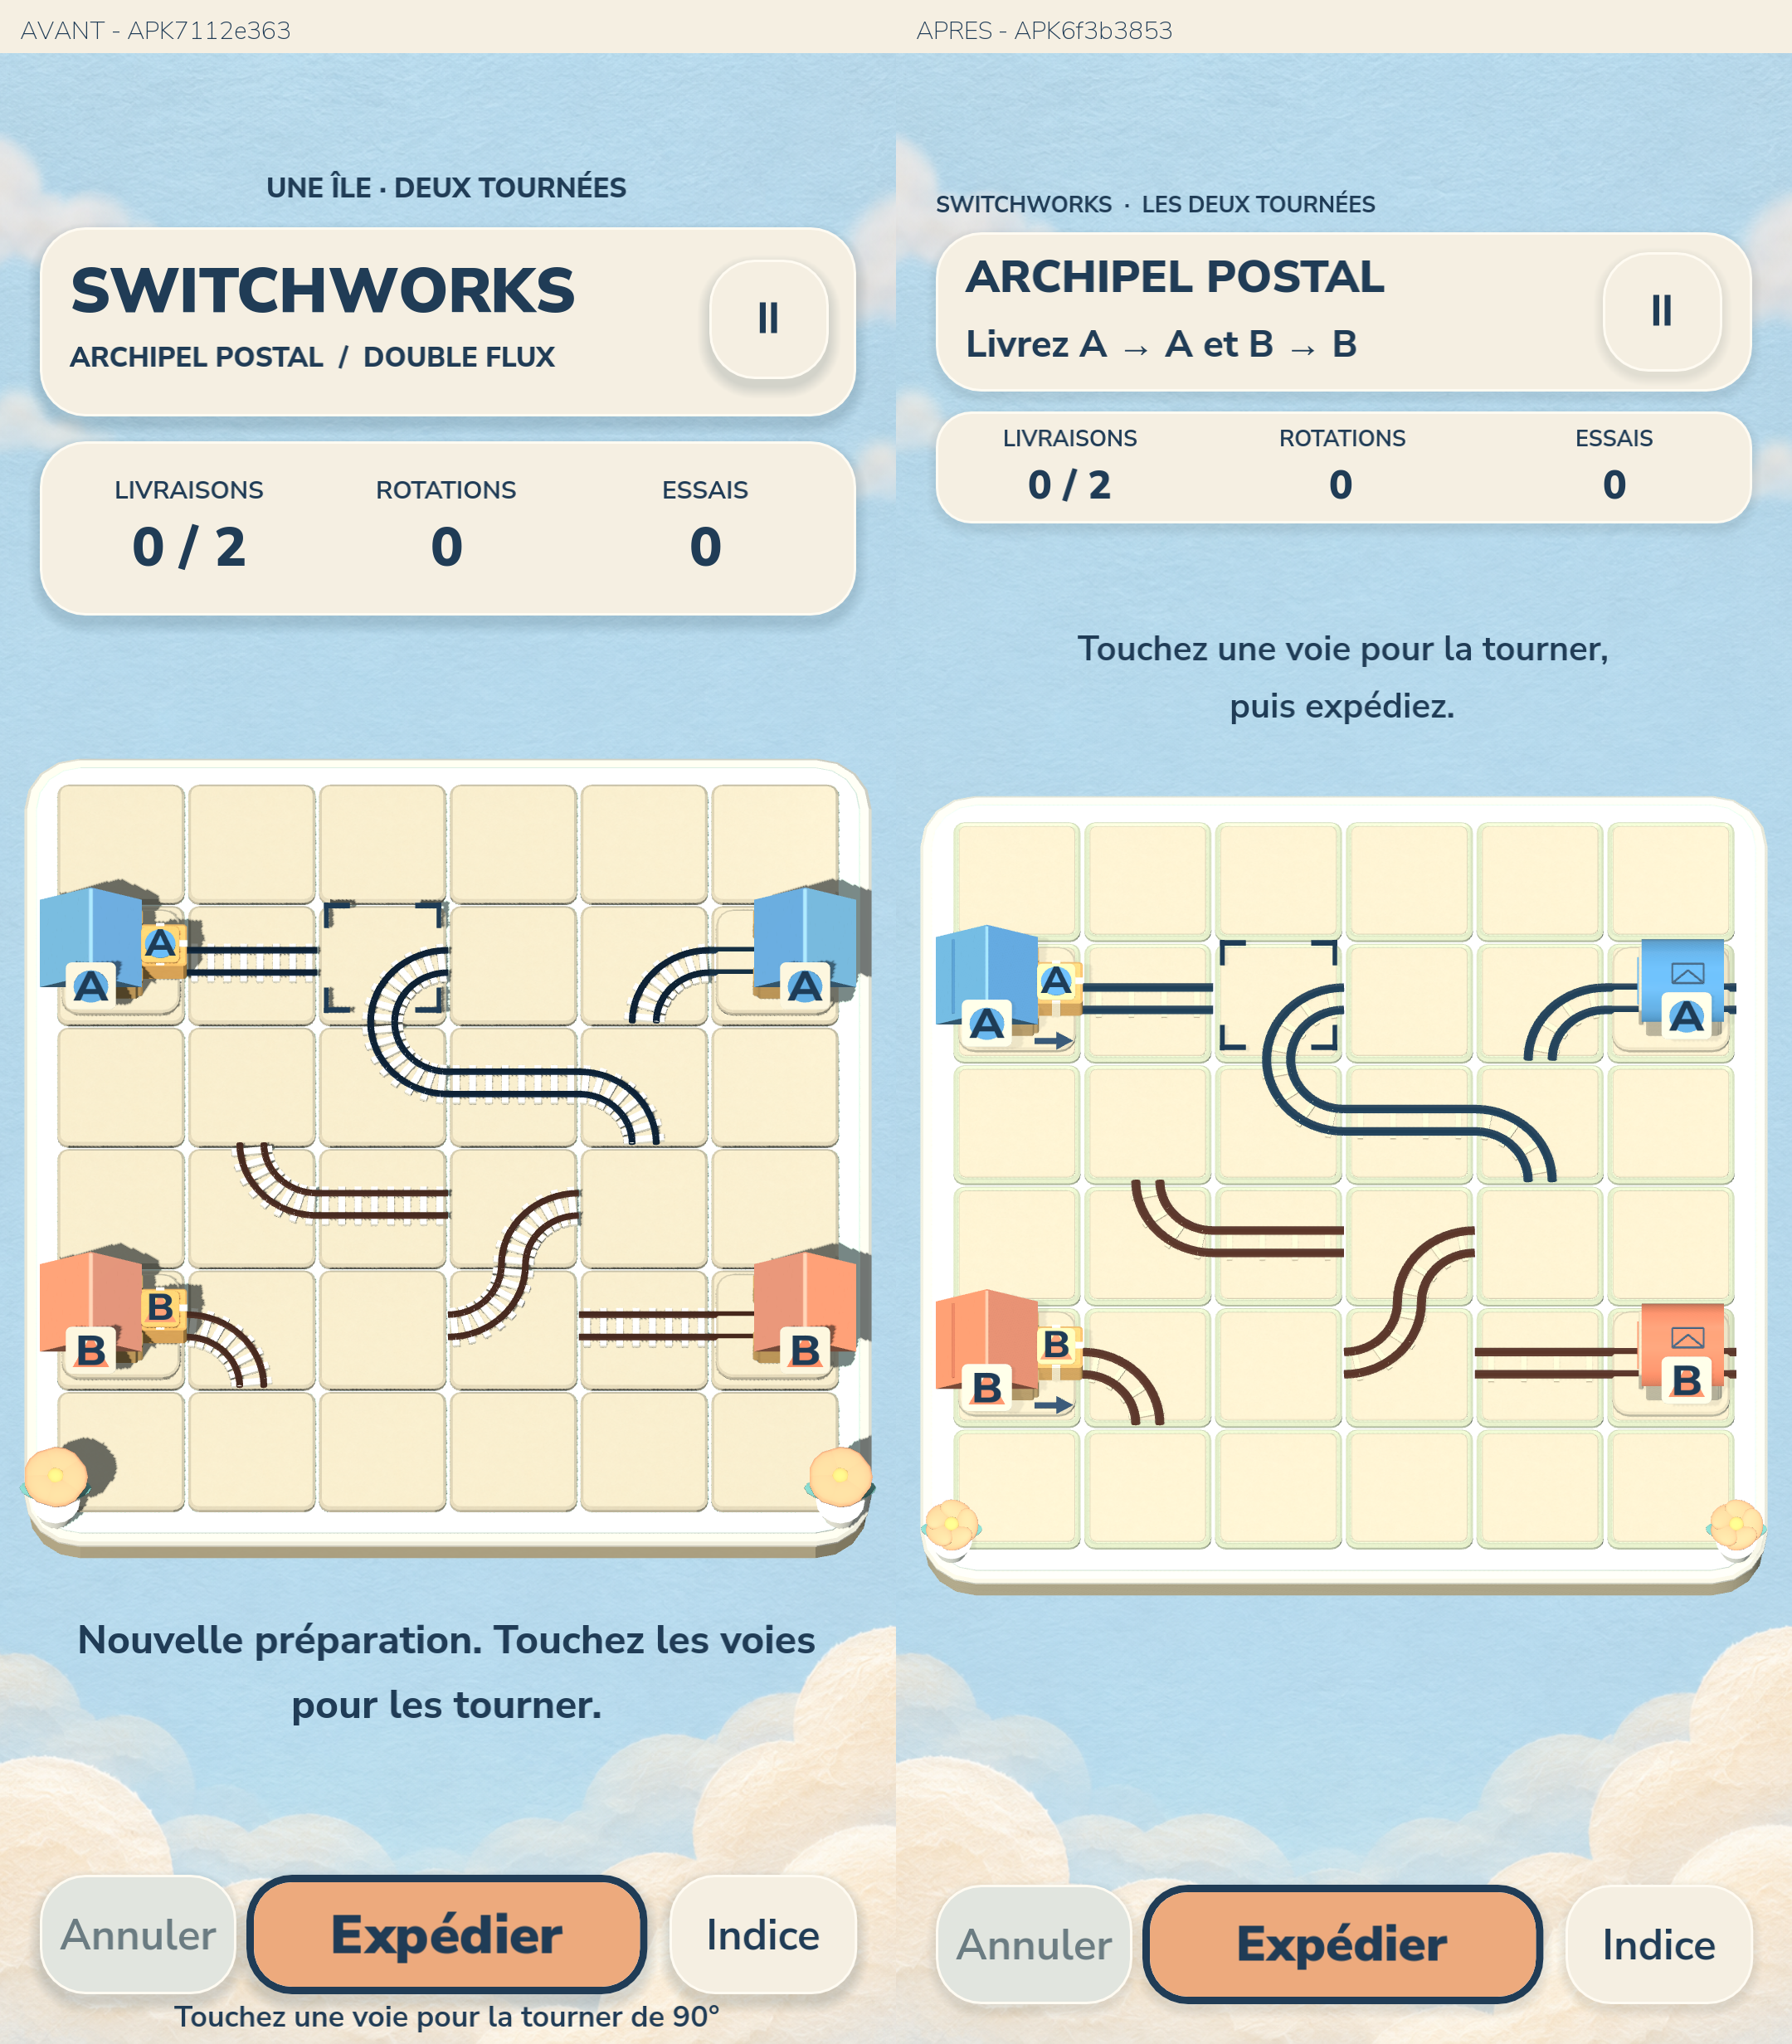 AVANT - APK7112e363
UNE ÎLE · DEUX TOURNÉES
SWITCHWORKS
ARCHIPEL POSTAL / DOUBLE FLUX
II
LIVRAISONS ROTATIONS ESSAIS
0 / 2 0 0
A A A
B B B
Nouvelle préparation. Touchez les voies
pour les tourner.
Annuler Expédier Indice
Touchez une voie pour la tourner de 90°
APRES - APK6f3b3853
SWITCHWORKS · LES DEUX TOURNÉES
ARCHIPEL POSTAL
Livrez A → A et B → B
II
LIVRAISONS ROTATIONS ESSAIS
0 / 2 0 0
Touchez une voie pour la tourner,
puis expédiez.
A A A
B B B
Annuler Expédier Indice